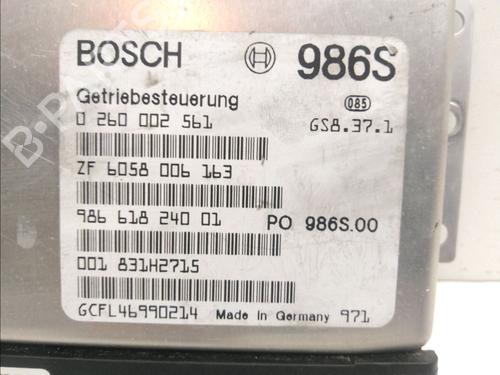 BOSCH 986S
Getriebesteuerung 085
0 260 002 561 GS8.37.1
ZF 6058 006 163
986 618 240 01 PO 986S.00
001 831H2715
GCFL46990214 Made in Germany 971